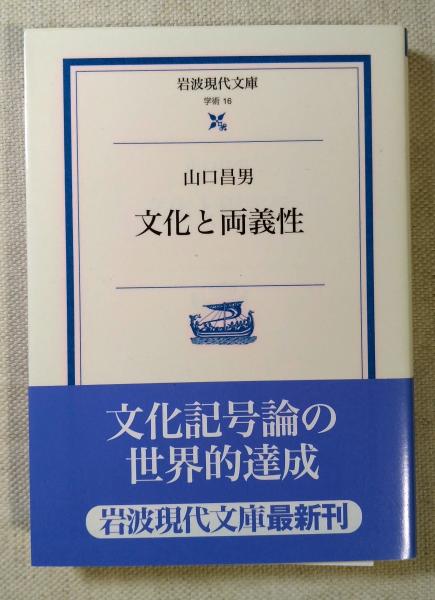 岩波現代文庫
学術 16
山口昌男
文化と両義性
文化記号論の
世界的達成
岩波現代文庫最新刊